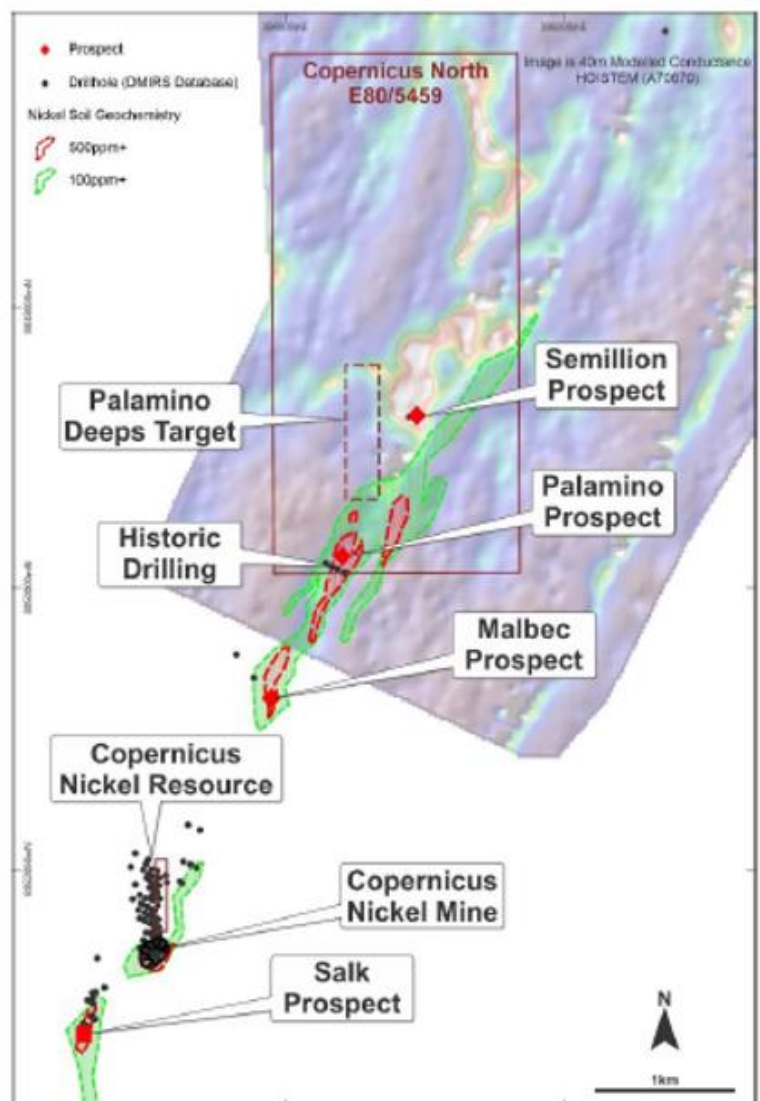 Prospect
Drillhole (DMIRS Database)
Nickel Soil Geochemistry
500ppm+
100ppm+
Copernicus North
E80/5459
Image is 40m Modelled Conductance
Semillion
Prospect
Palamino
Deeps Target
Palamino
Prospect
Historic
Drilling
Malbec
Prospect
Copernicus
Nickel Resource
Copernicus
Nickel Mine
Salk
Prospect
N
1km